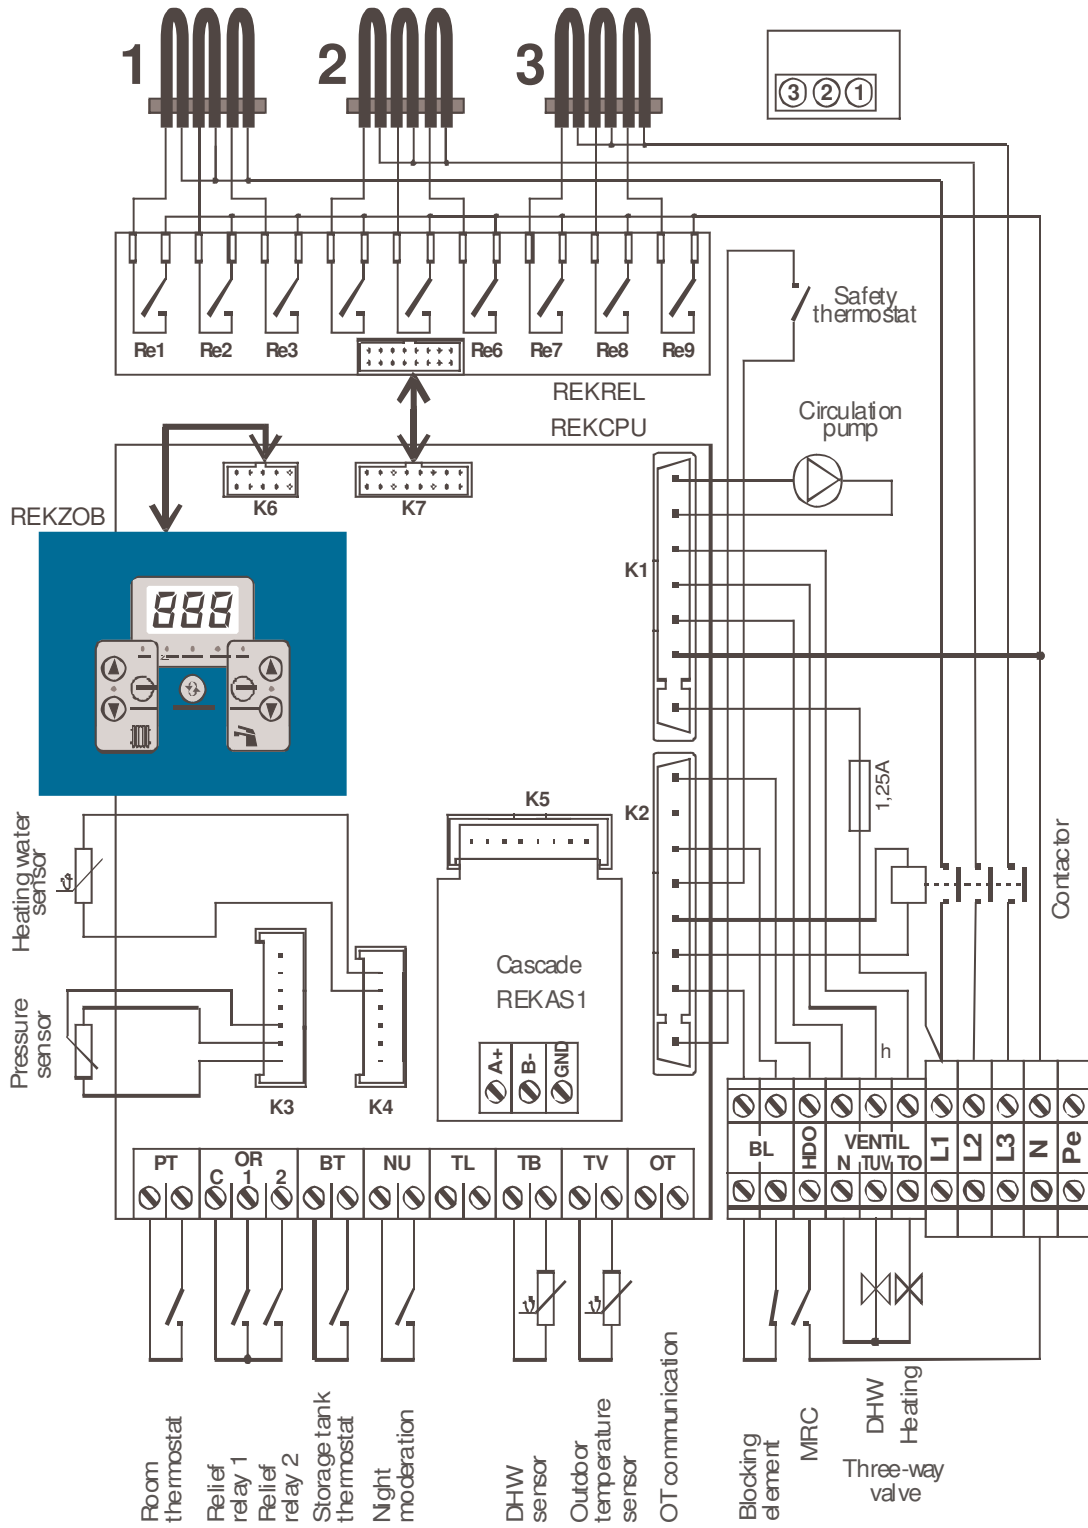 1 2 3
3 2 1
Re1 Re2 Re3 Re6 Re7 Re8 Re9
Safety
thermostat
REKREL
REKCPU
Circulation
pump
K6 K7
REKZOB
K1
888
K5
K2
1,25A
Contactor
Heating water
sensor
Cascade
REKAS1
Pressure
sensor
A+ B- GND
K3 K4
h
PT OR BT NU TL TB TV OT
C 1 2
BL HDO VENTIL L1 L2 L3 N Pe
N TUV TO
Room
thermostat
Relief
relay 1
Relief
relay 2
Storage tank
thermostat
Night
moderation
DHW
sensor
Outdoor
temperature
sensor
OT communication
Blocking
element
MRC
DHW
Heating
Three-way
valve